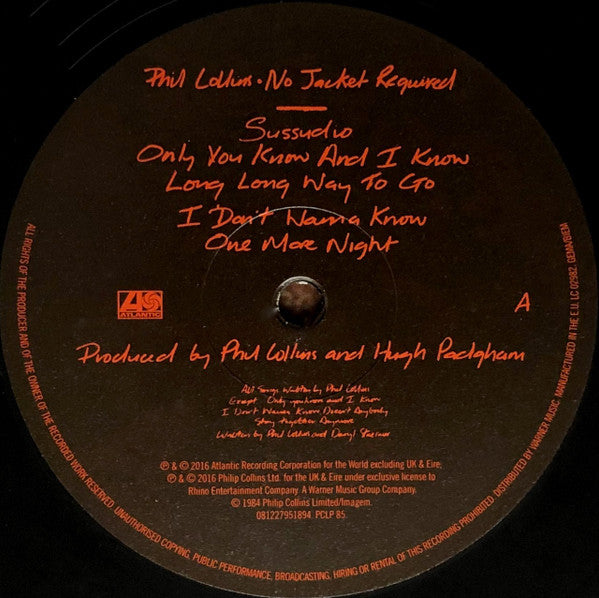 Phil Collins · No Jacket Required
Sussudio
Only You Know And I Know
Long Long Way To Go
I Don't Wanna Know
One More Night
ATLANTIC
A
Produced by Phil Collins and Hugh Padgham
All Songs Written by Phil Collins
Except Only You Know and I Know
I Don't Wanna Know Doesn't Anybody
Stay Together Anymore
Written by Phil Collins and Daryl Stuermer
℗ & © 2016 Atlantic Recording Corporation for the World excluding UK & Eire,
℗ & © 2016 Philip Collins Ltd. for the UK & Eire under exclusive license to
Rhino Entertainment Company. A Warner Music Group Company.
© 1984 Philip Collins Limited/Imagem.
081227951894. PCLP 85.
ALL RIGHTS OF THE PRODUCER AND OF THE OWNER OF THE RECORDED WORK RESERVED. UNAUTHORISED COPYING, PUBLIC PERFORMANCE, BROADCASTING, HIRING OR RENTAL OF THIS RECORDING PROHIBITED. DISTRIBUTED BY WARNER MUSIC. MANUFACTURED IN THE E.U. LC 02982. GEMA/BIEM